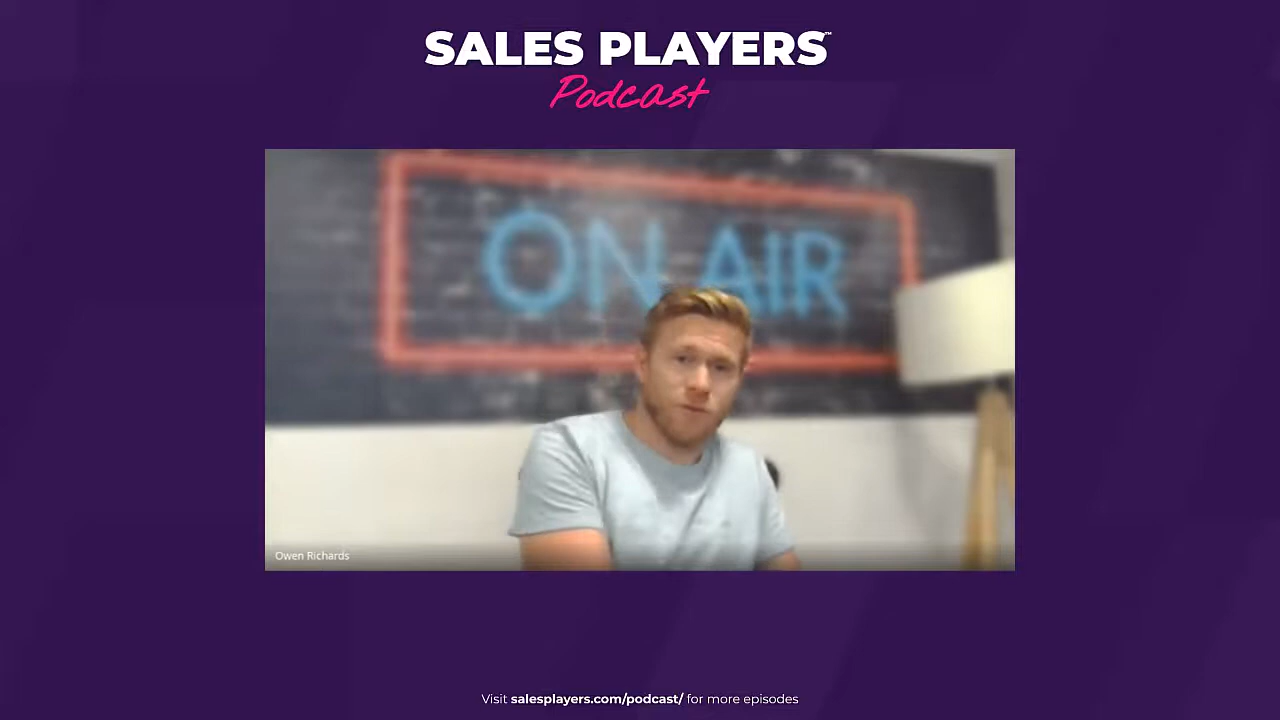 SALES PLAYERS™
Podcast
ON AIR
Owen Richards
Visit salesplayers.com/podcast/ for more episodes